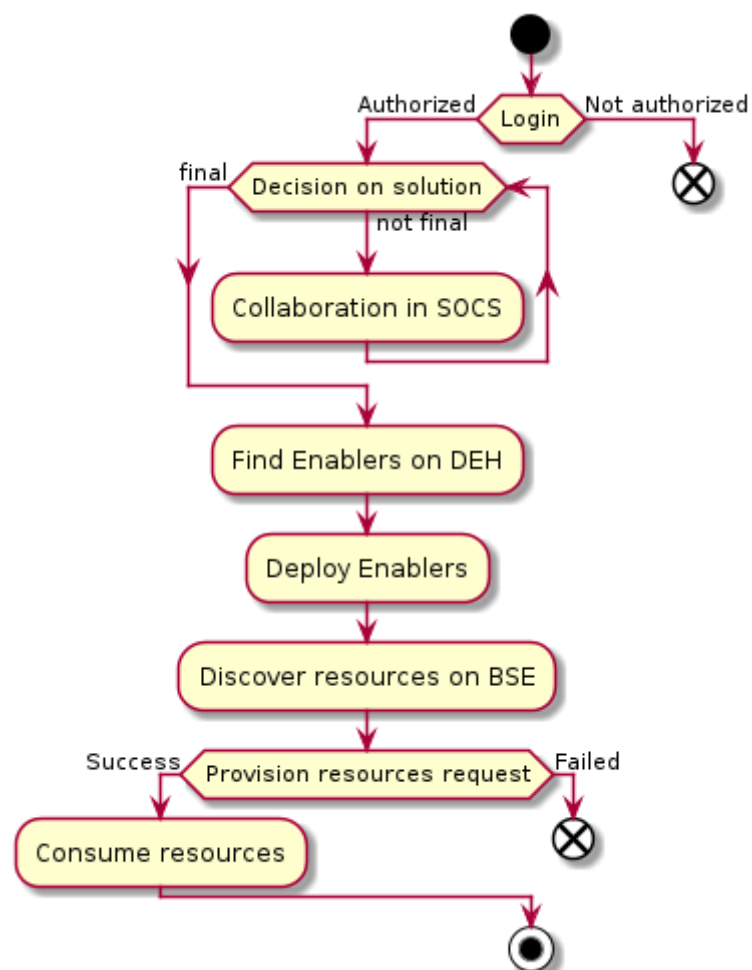 Authorized
Login
Not authorized
final
Decision on solution
not final
Collaboration in SOCS
Find Enablers on DEH
Deploy Enablers
Discover resources on BSE
Success
Provision resources request
Failed
Consume resources